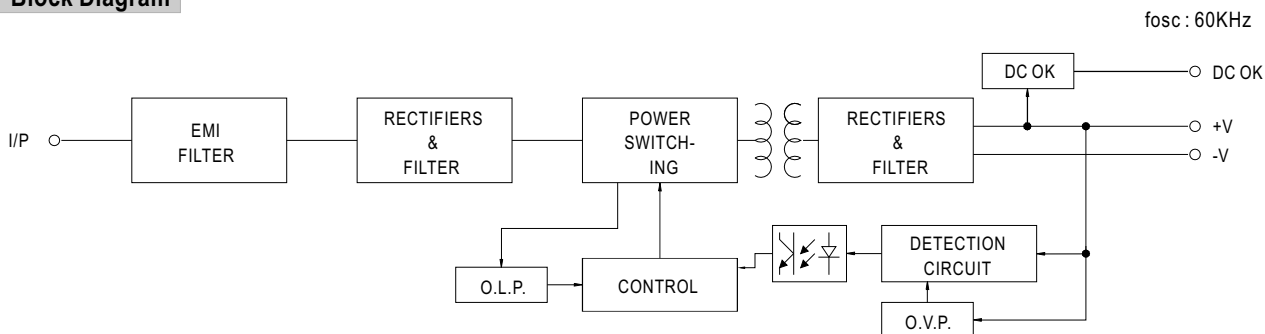 Block Diagram
fosc : 60KHz
I/P
EMI
FILTER
RECTIFIERS
&
FILTER
POWER
SWITCH-
ING
RECTIFIERS
&
FILTER
DC OK
DC OK
+V
-V
O.L.P.
CONTROL
DETECTION
CIRCUIT
O.V.P.